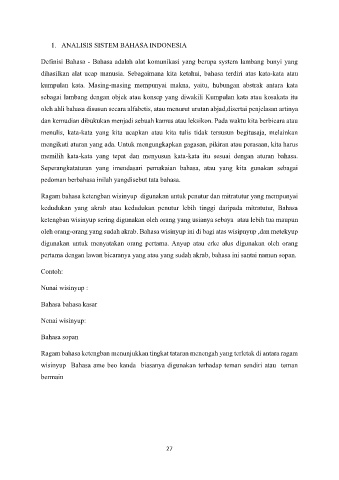 1. ANALISIS SISTEM BAHASA INDONESIA
Definisi Bahasa - Bahasa adalah alat komunikasi yang berupa system lambang bunyi yang
dihasilkan alat ucap manusia. Sebagaimana kita ketahui, bahasa terdiri atas kata-kata atau
kumpulan kata. Masing-masing mempunyai makna, yaitu, hubungan abstrak antara kata
sebagai lambang dengan objek atau konsep yang diwakili Kumpulan kata atau kosakata itu
oleh ahli bahasa disusun secara alfabetis, atau menurut urutan abjad,disertai penjelasan artinya
dan kemudian dibukukan menjadi sebuah kamus atau leksikon. Pada waktu kita berbicara atau
menulis, kata-kata yang kita ucapkan atau kita tulis tidak tersusun begitusaja, melainkan
mengikuti aturan yang ada. Untuk mengungkapkan gagasan, pikiran atau perasaan, kita harus
memilih kata-kata yang tepat dan menyusun kata-kata itu sesuai dengan aturan bahasa.
Seperangkataturan yang imendasari pemakaian bahasa, atau yang kita gunakan sebagai
pedoman berbahasa inilah yangdisebut tata bahasa.
Ragam bahasa ketengban wisinyup digunakan untuk penutur dan mitratutur yang mempunyai
kedudukan yang akrab atau kedudukan penutur lebih tinggi daripada mitratutur, Bahasa
ketengban wisinyup sering digunakan oleh orang yang usianya sebaya atau lebih tua maupun
oleh orang-orang yang sudah akrab. Bahasa wisinyup ini di bagi atas wisipnyup ,dan metekyup
digunakan untuk menyatakan orang pertama. Anyap atau erke akus digunakan oleh orang
pertama dengan lawan bicaranya yang atau yang sudah akrab, bahasa ini santai namun sopan.
Contoh:
Nunai wisinyup :
Bahasa bahasa kasar
Nenai wisinyup:
Bahasa sopan
Ragam bahasa ketengban menunjukkan tingkat tataran menengah yang terletak di antara ragam
wisinyup Bahasa ame beo kanda biasanya digunakan terhadap teman sendiri atau teman
bermain
27